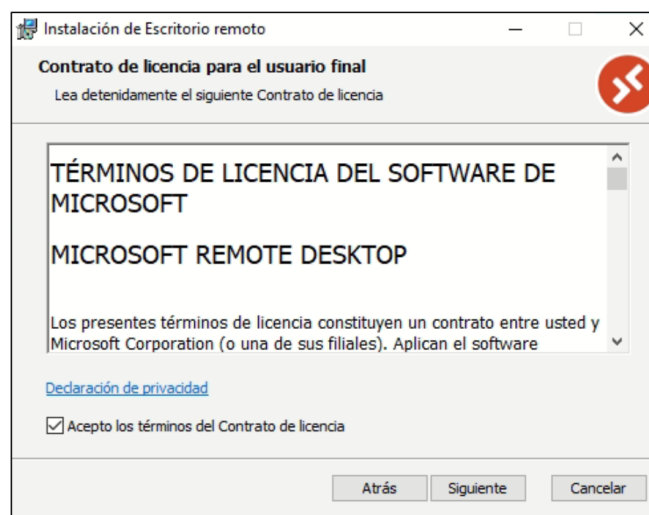 Instalación de Escritorio remoto
Contrato de licencia para el usuario final
Lea detenidamente el siguiente Contrato de licencia
TÉRMINOS DE LICENCIA DEL SOFTWARE DE
MICROSOFT
MICROSOFT REMOTE DESKTOP
Los presentes términos de licencia constituyen un contrato entre usted y
Microsoft Corporation (o una de sus filiales). Aplican el software
Declaración de privacidad
Acepto los términos del Contrato de licencia
Atrás Siguiente Cancelar